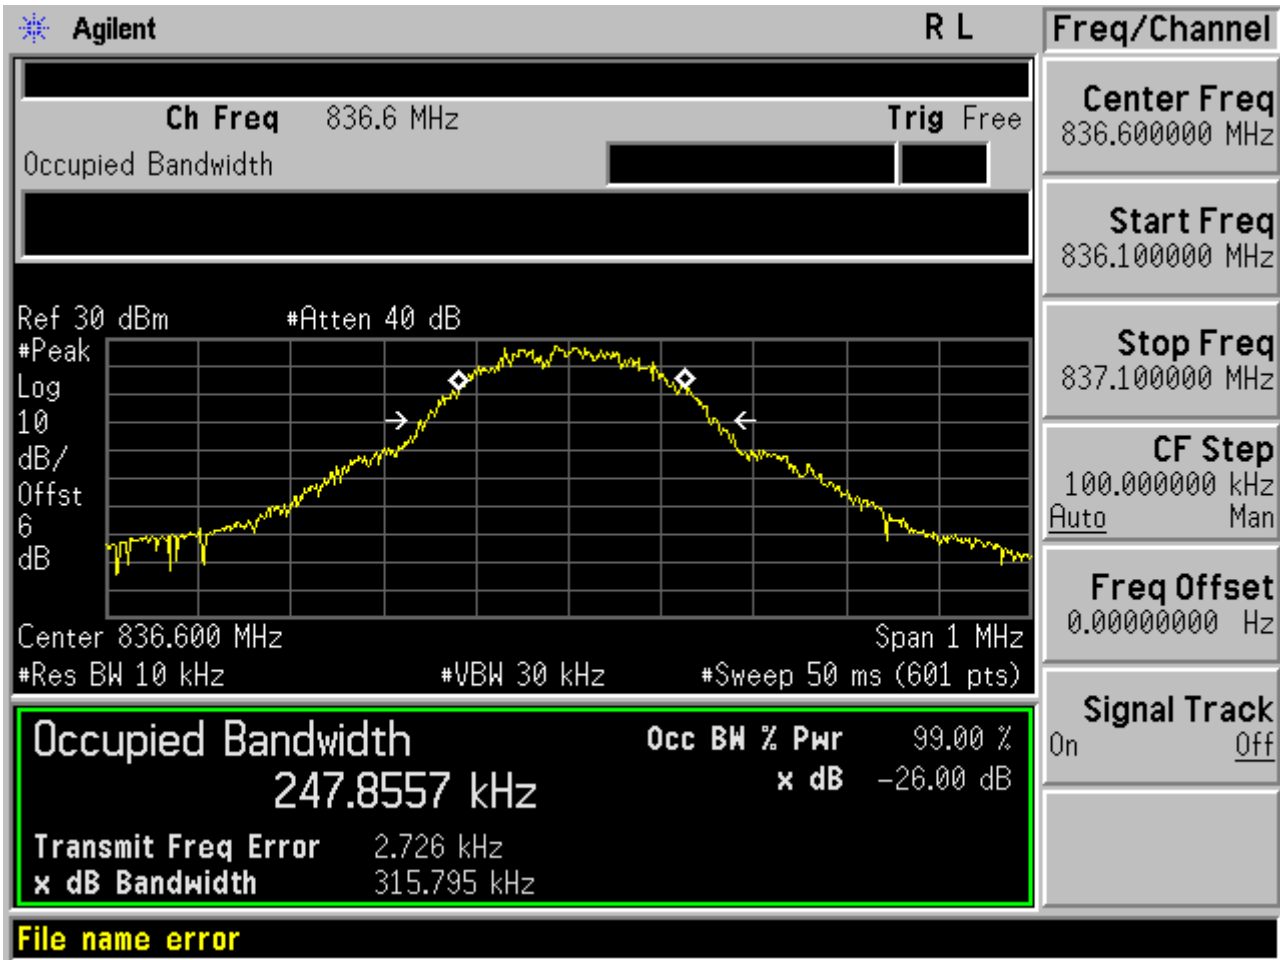 Agilent
R L
Freq/Channel
Ch Freq 836.6 MHz
Trig Free
Occupied Bandwidth
Center Freq
836.600000 MHz
Start Freq
836.100000 MHz
Stop Freq
837.100000 MHz
CF Step
100.000000 kHz
Auto Man
Freq Offset
0.00000000 Hz
Signal Track
On Off
Ref 30 dBm
#Atten 40 dB
#Peak
Log
10
dB/
Offst
6
dB
Center 836.600 MHz
Span 1 MHz
#Res BW 10 kHz
#VBW 30 kHz
#Sweep 50 ms (601 pts)
Occupied Bandwidth
247.8557 kHz
Occ BW % Pwr 99.00 %
x dB -26.00 dB
Transmit Freq Error 2.726 kHz
x dB Bandwidth 315.795 kHz
File name error